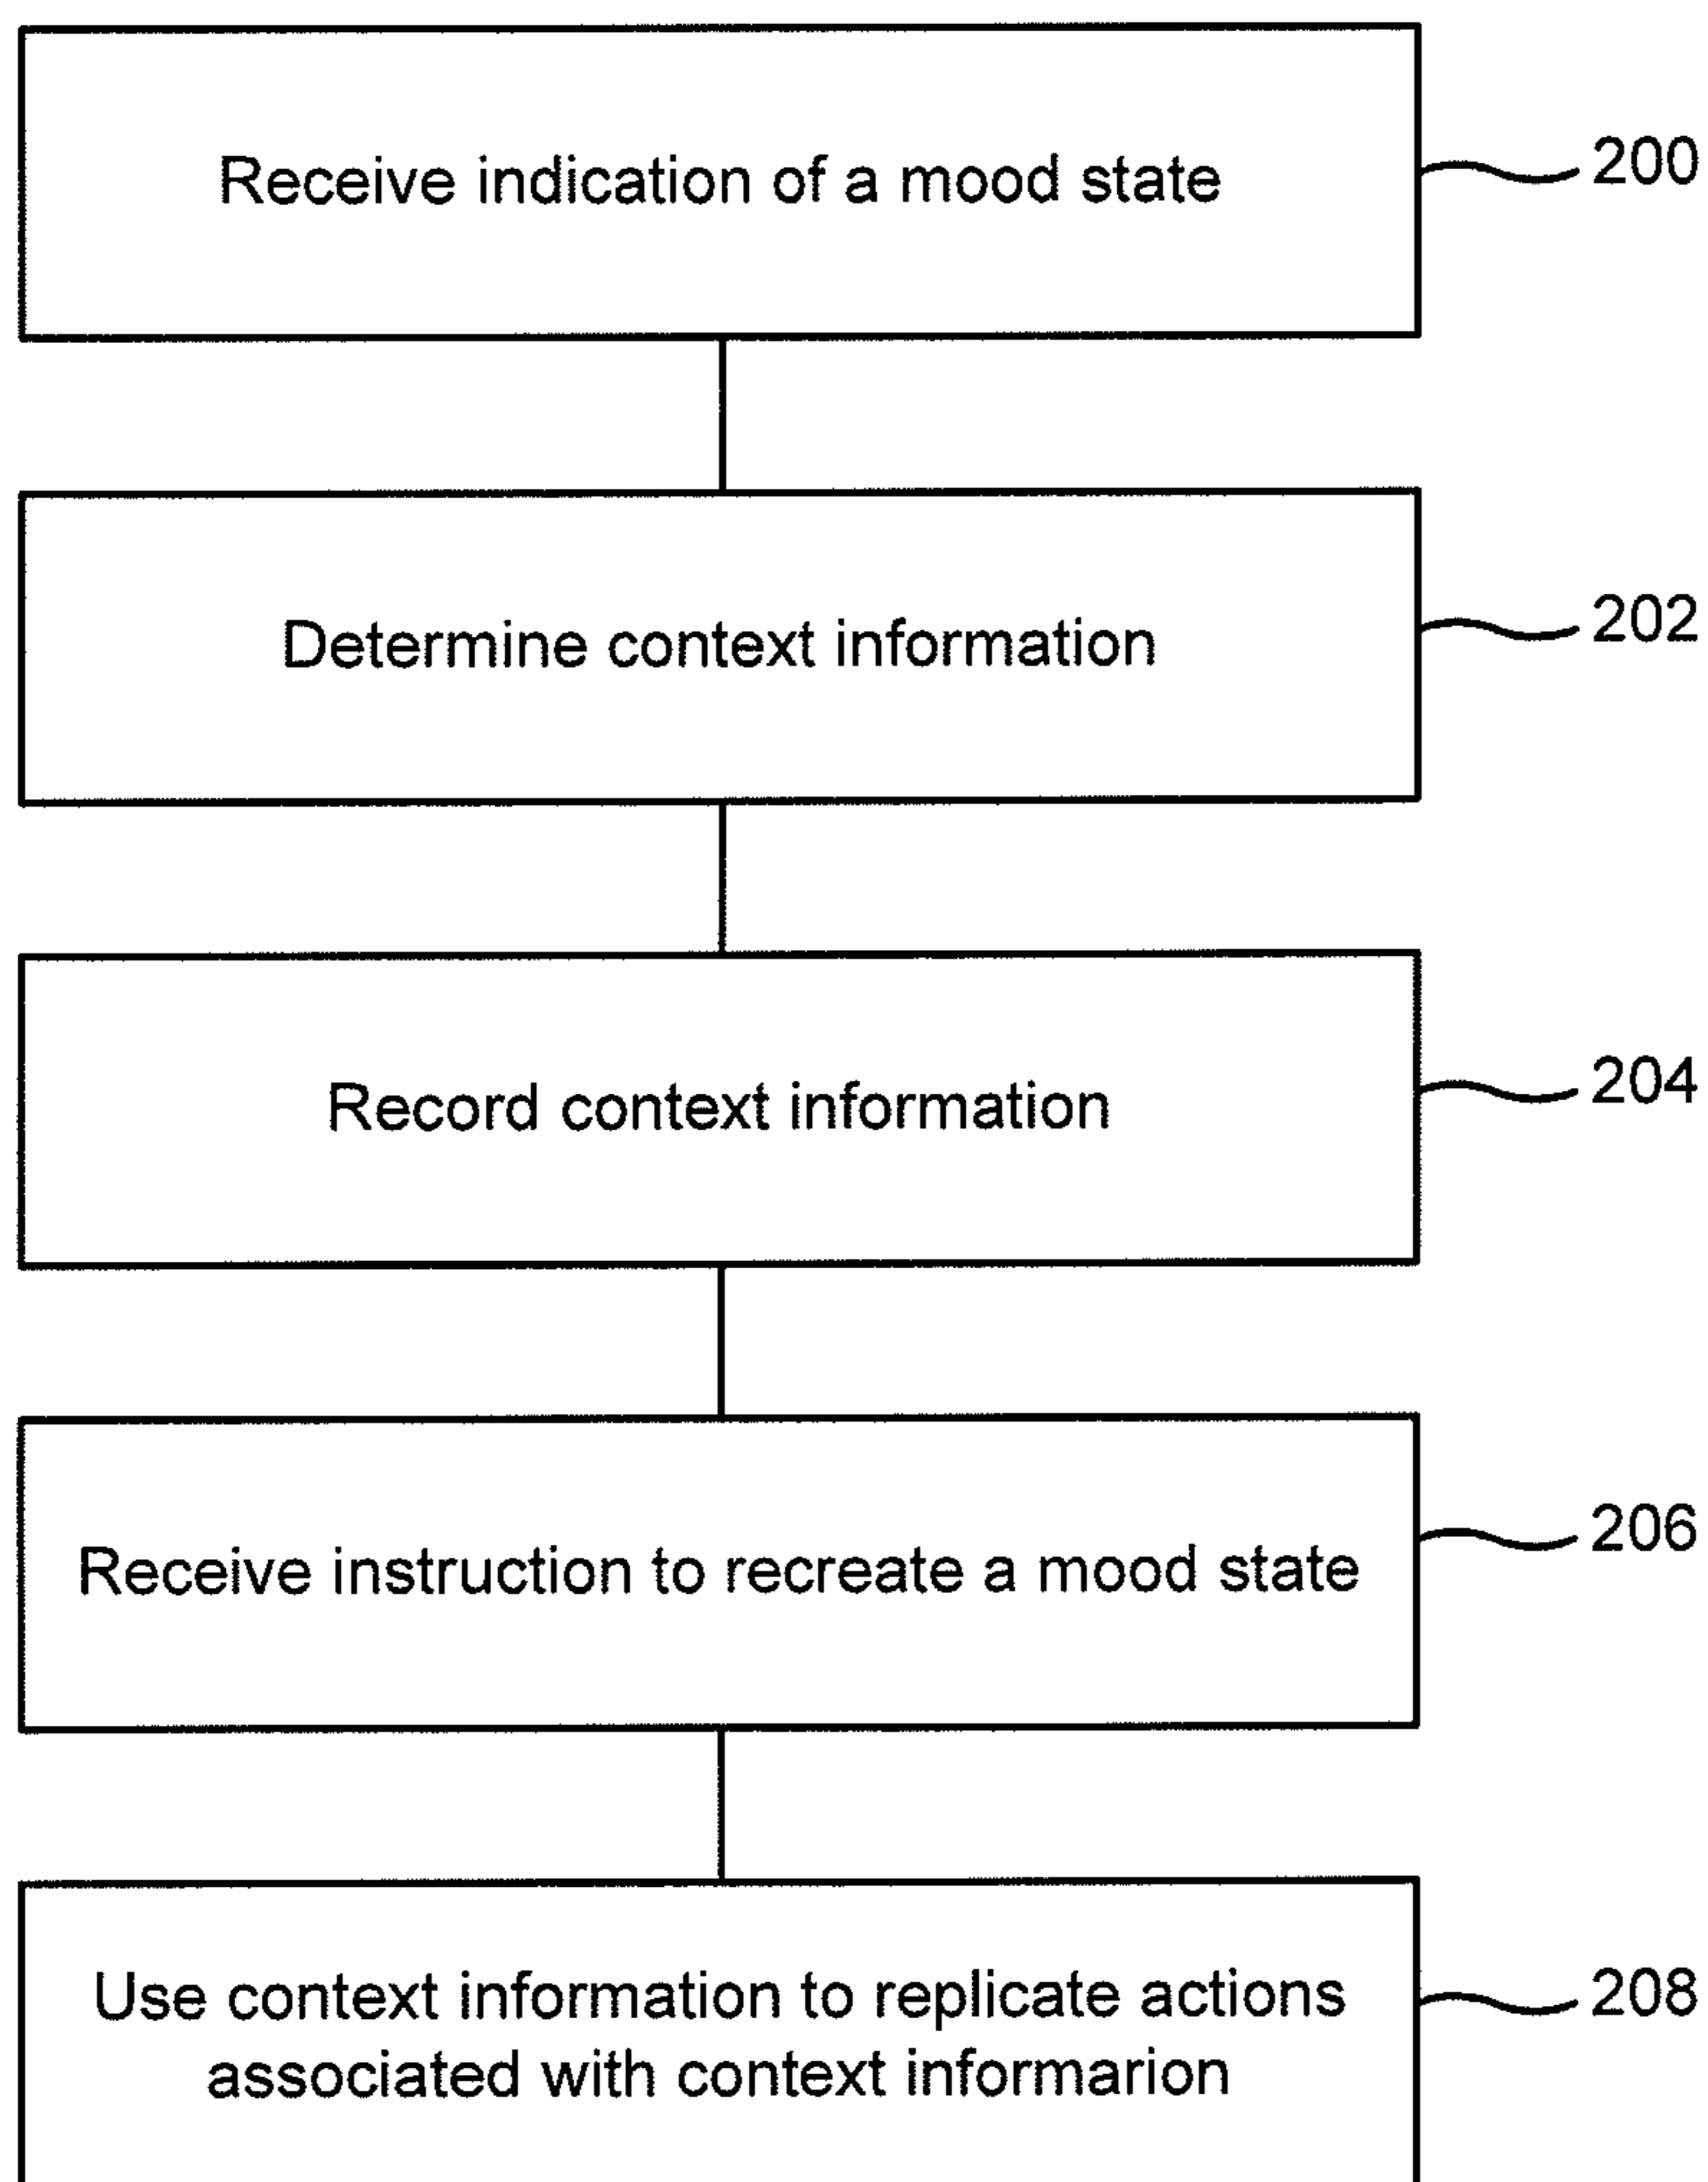 Receive indication of a mood state
200
Determine context information
202
Record context information
204
Receive instruction to recreate a mood state
206
Use context information to replicate actions
associated with context informarion
208